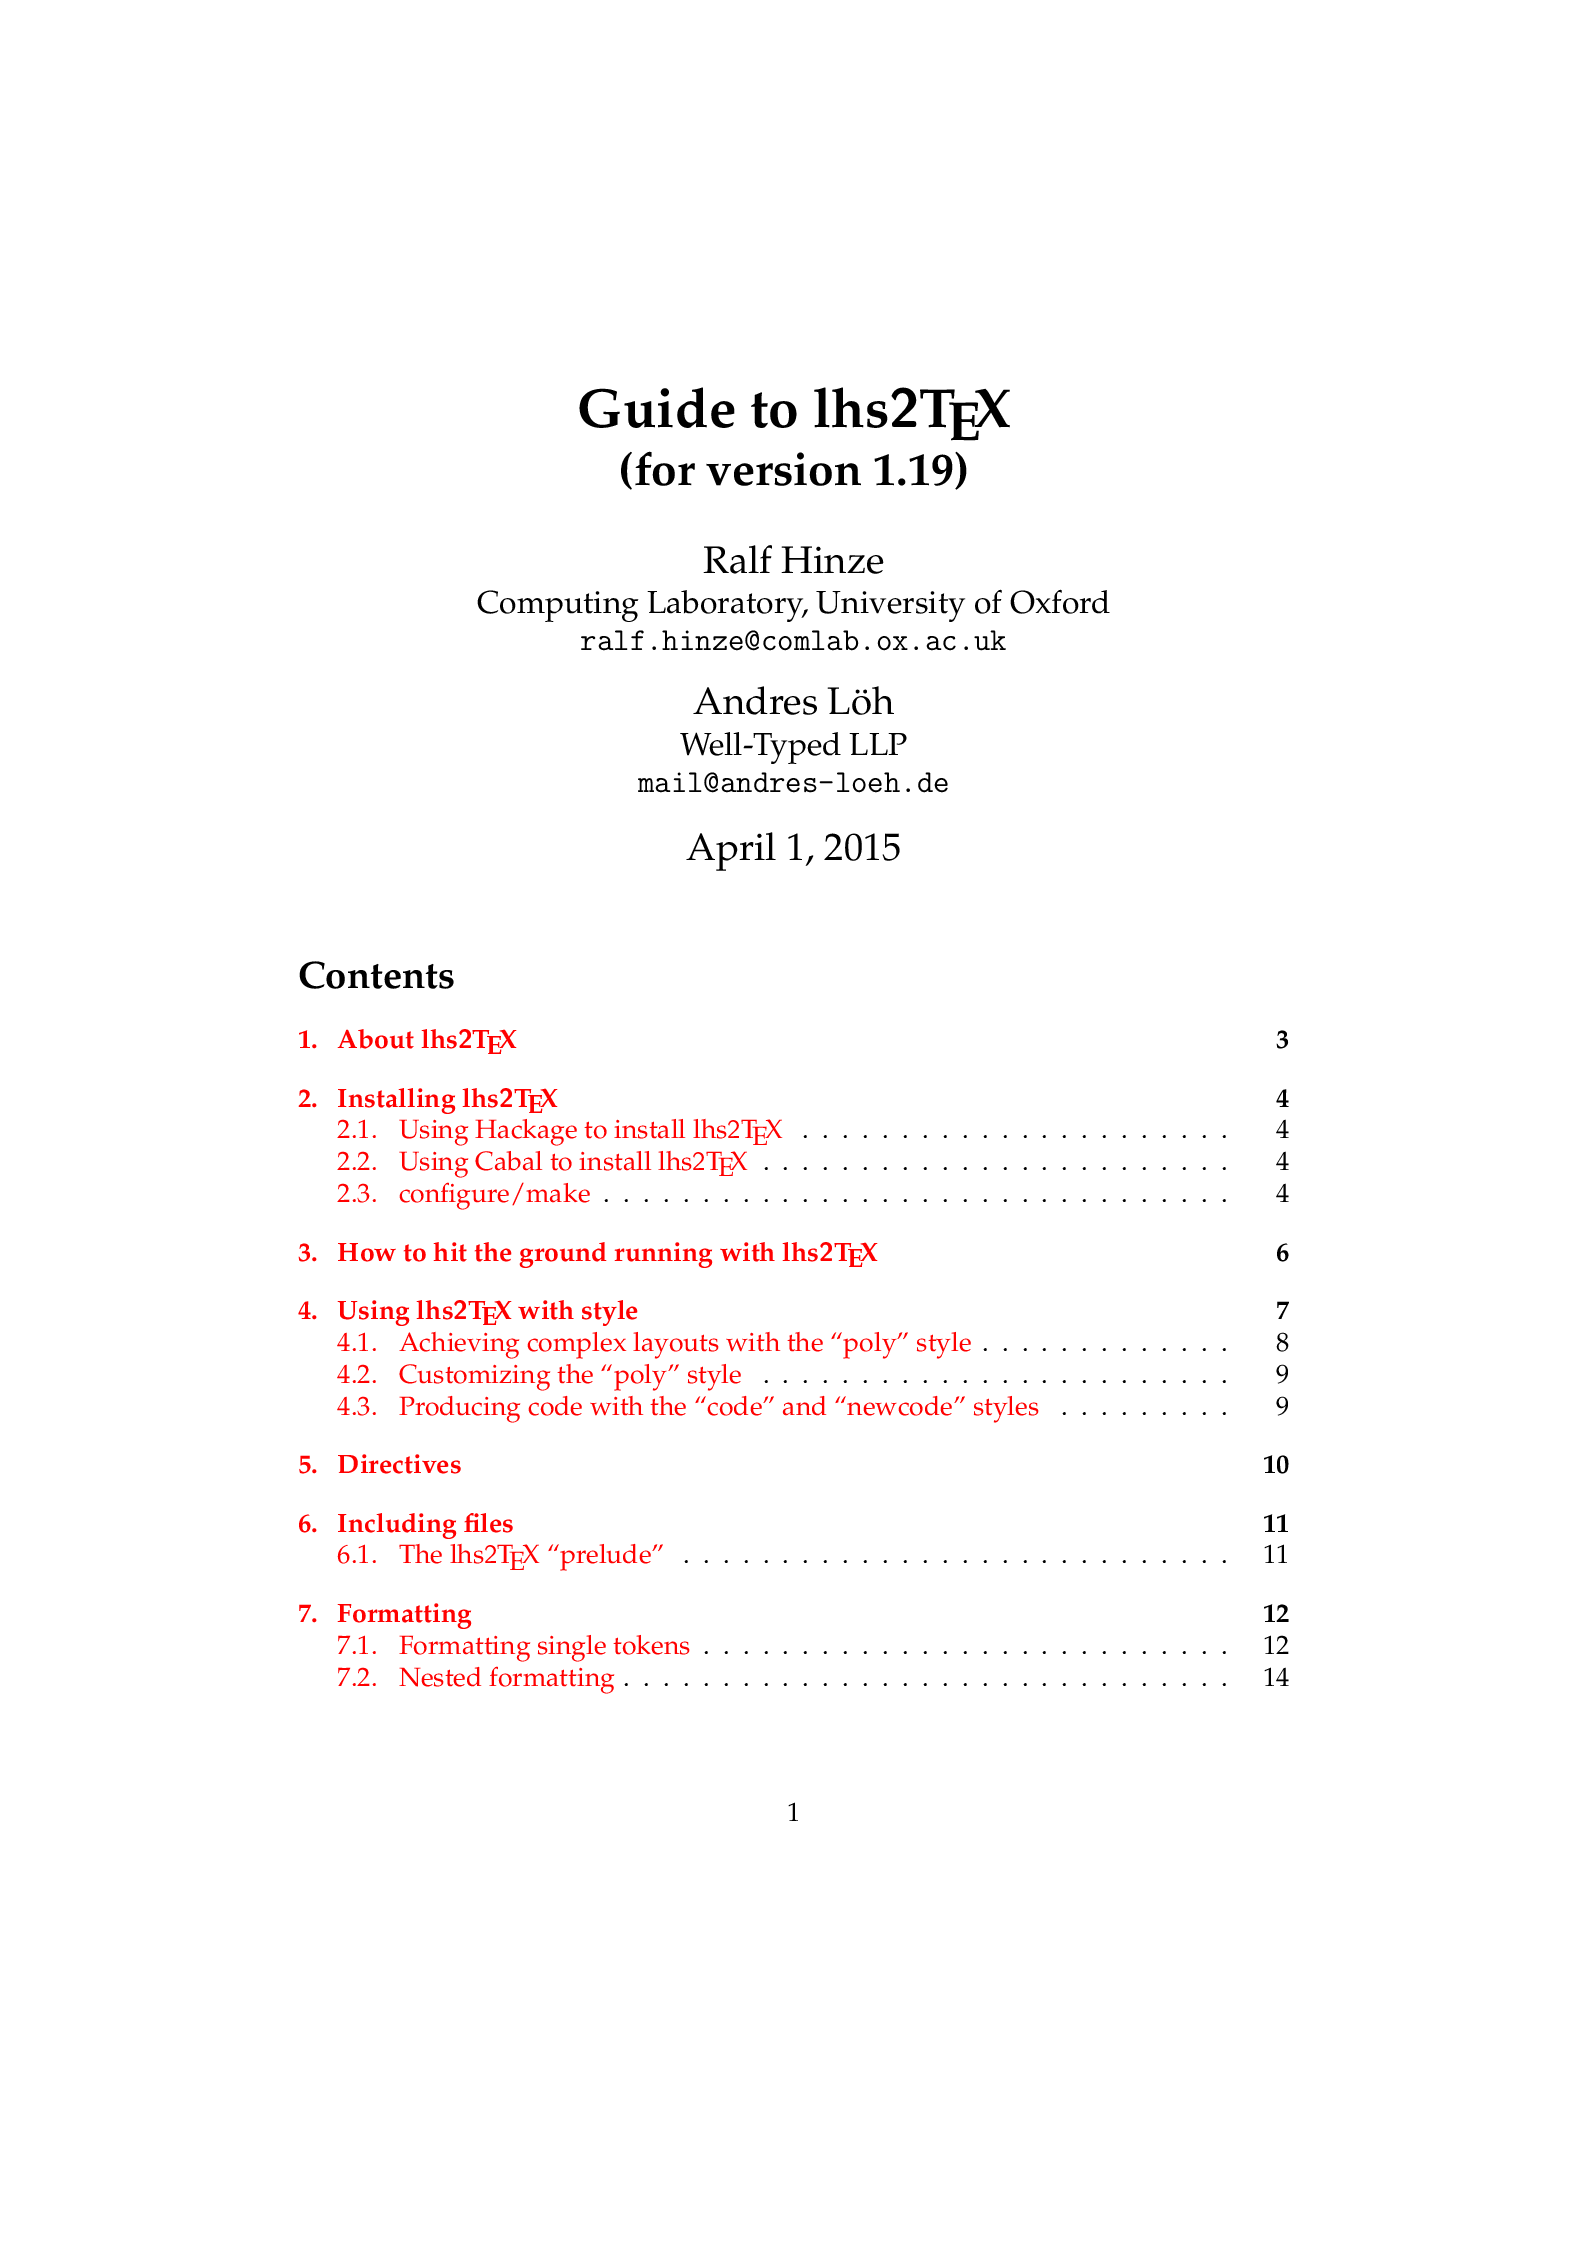 Guide to lhs2TEX
(for version 1.19)
Ralf Hinze
Computing Laboratory, University of Oxford
ralf.hinze@comlab.ox.ac.uk
Andres Löh
Well-Typed LLP
mail@andres-loeh.de
April 1, 2015
Contents
1. About lhs2TEX 3
2. Installing lhs2TEX 4
2.1. Using Hackage to install lhs2TEX . . . . . . . . . . . . . . . . . . . . . . 4
2.2. Using Cabal to install lhs2TEX . . . . . . . . . . . . . . . . . . . . . . . . 4
2.3. configure/make . . . . . . . . . . . . . . . . . . . . . . . . . . . . . . . . 4
3. How to hit the ground running with lhs2TEX 6
4. Using lhs2TEX with style 7
4.1. Achieving complex layouts with the “poly” style . . . . . . . . . . . . . 8
4.2. Customizing the “poly” style . . . . . . . . . . . . . . . . . . . . . . . . 9
4.3. Producing code with the “code” and “newcode” styles . . . . . . . . . 9
5. Directives 10
6. Including files 11
6.1. The lhs2TEX “prelude” . . . . . . . . . . . . . . . . . . . . . . . . . . . . 11
7. Formatting 12
7.1. Formatting single tokens . . . . . . . . . . . . . . . . . . . . . . . . . . . 12
7.2. Nested formatting . . . . . . . . . . . . . . . . . . . . . . . . . . . . . . . 14
1